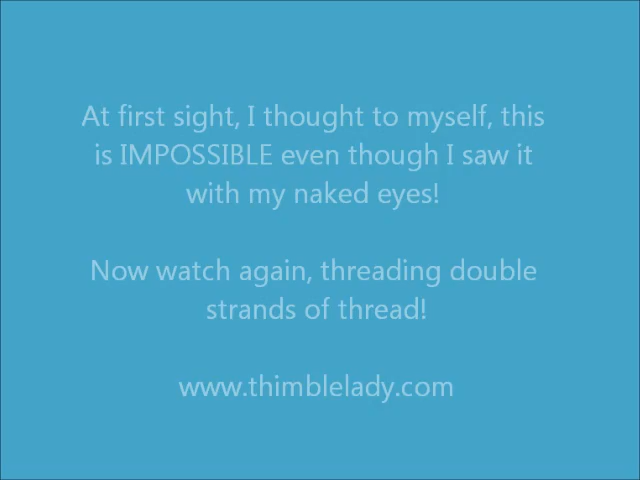 At first sight, I thought to myself, this
is IMPOSSIBLE even though I saw it
with my naked eyes!
Now watch again, threading double
strands of thread!
www.thimblelady.com